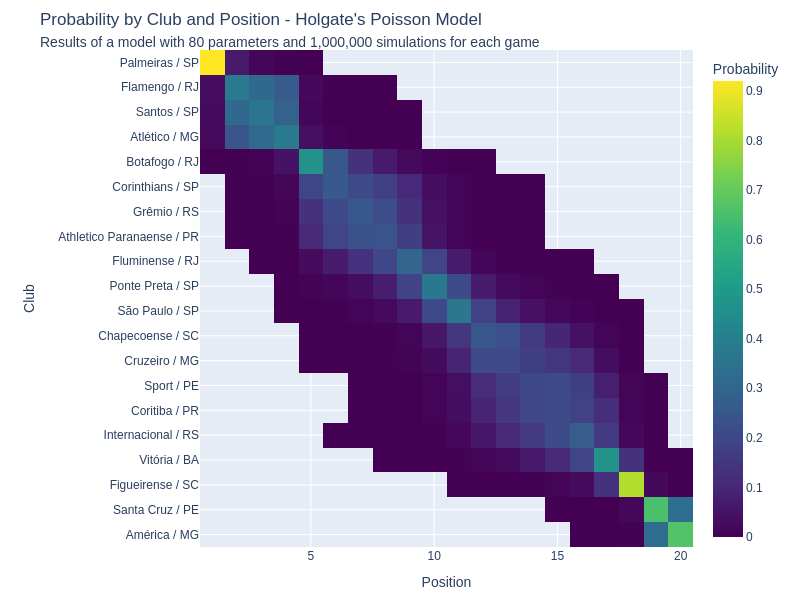 Probability by Club and Position - Holgate's Poisson Model
Results of a model with 80 parameters and 1,000,000 simulations for each game
Palmeiras / SP
Flamengo / RJ
Santos / SP
Atlético / MG
Botafogo / RJ
Corinthians / SP
Grêmio / RS
Athletico Paranaense / PR
Fluminense / RJ
Ponte Preta / SP
São Paulo / SP
Chapecoense / SC
Cruzeiro / MG
Sport / PE
Coritiba / PR
Internacional / RS
Vitória / BA
Figueirense / SC
Santa Cruz / PE
América / MG
Club
5
10
15
20
Position
Probability
0.9
0.8
0.7
0.6
0.5
0.4
0.3
0.2
0.1
0